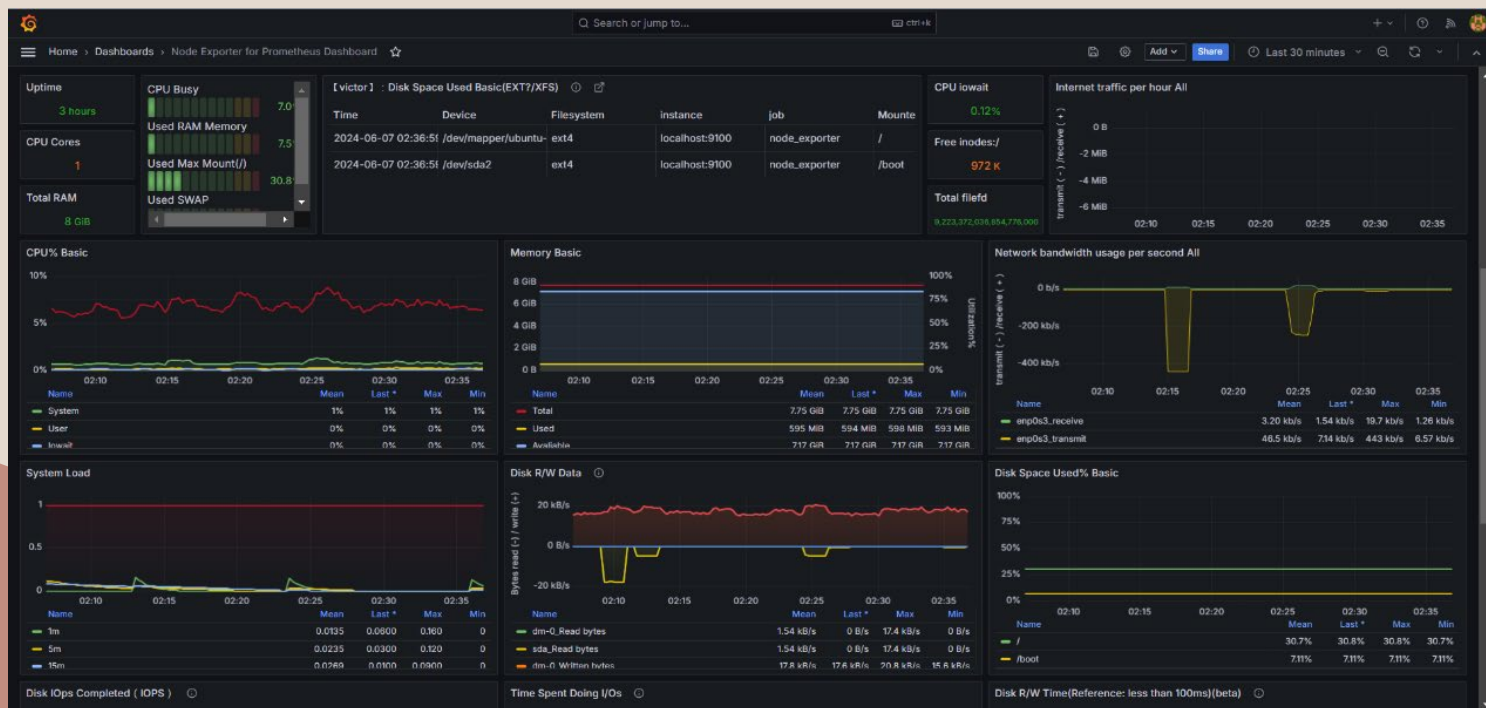 Search or jump to...
ctrl+k
Home › Dashboards › Node Exporter for Prometheus Dashboard
Add
Share
Last 30 minutes
Uptime
3 hours
CPU Cores
1
Total RAM
8 GiB
CPU Busy
7.0
Used RAM Memory
7.5
Used Max Mount(/)
30.8
Used SWAP
【victor】: Disk Space Used Basic(EXT?/XFS)
Time Device Filesystem instance job Mounte
2024-06-07 02:36:5 /dev/mapper/ubuntu- ext4 localhost:9100 node_exporter /
2024-06-07 02:36:5 /dev/sda2 ext4 localhost:9100 node_exporter /boot
CPU iowait
0.12%
Free inodes:/
972 K
Total filefd
9,223,372,036,854,776,000
Internet traffic per hour All
transmit ( - ) /receive ( + )
0 B
-2 MiB
-4 MiB
-6 MiB
02:10 02:15 02:20 02:25 02:30 02:35
CPU% Basic
10%
5%
0%
02:10 02:15 02:20 02:25 02:30 02:35
Name Mean Last * Max Min
System 1% 1% 1% 1%
User 0% 0% 0% 0%
Iowait 0% 0% 0% 0%
Memory Basic
8 GiB
6 GiB
4 GiB
2 GiB
0 B
100%
75%
50%
25%
0%
Utilization%
02:10 02:15 02:20 02:25 02:30 02:35
Name Mean Last * Max Min
Total 7.75 GiB 7.75 GiB 7.75 GiB 7.75 GiB
Used 595 MiB 594 MiB 598 MiB 593 MiB
Avaliable 7.17 GiB 7.17 GiB 7.17 GiB 7.17 GiB
Network bandwidth usage per second All
transmit ( - ) /receive ( + )
0 b/s
-200 kb/s
-400 kb/s
02:10 02:15 02:20 02:25 02:30 02:35
Name Mean Last * Max Min
enp0s3_receive 3.20 kb/s 1.54 kb/s 19.7 kb/s 1.26 kb/s
enp0s3_transmit 46.5 kb/s 7.14 kb/s 443 kb/s 6.57 kb/s
System Load
1
0.5
0
02:10 02:15 02:20 02:25 02:30 02:35
Name Mean Last * Max Min
1m 0.0135 0.0600 0.160 0
5m 0.0235 0.0300 0.120 0
15m 0.0269 0.0100 0.0900 0
Disk R/W Data
Bytes read (-) / write (+)
20 kB/s
0 B/s
-20 kB/s
02:10 02:15 02:20 02:25 02:30 02:35
Name Mean Last * Max Min
dm-0_Read bytes 1.54 kB/s 0 B/s 17.4 kB/s 0 B/s
sda_Read bytes 1.54 kB/s 0 B/s 17.4 kB/s 0 B/s
dm-0_Written bytes 17.8 kB/s 17.6 kB/s 20.8 kB/s 15.6 kB/s
Disk Space Used% Basic
100%
75%
50%
25%
0%
02:10 02:15 02:20 02:25 02:30 02:35
Name Mean Last * Max Min
/ 30.7% 30.8% 30.8% 30.7%
/boot 7.11% 7.11% 7.11% 7.11%
Disk IOps Completed ( IOPS )
Time Spent Doing I/Os
Disk R/W Time(Reference: less than 100ms)(beta)